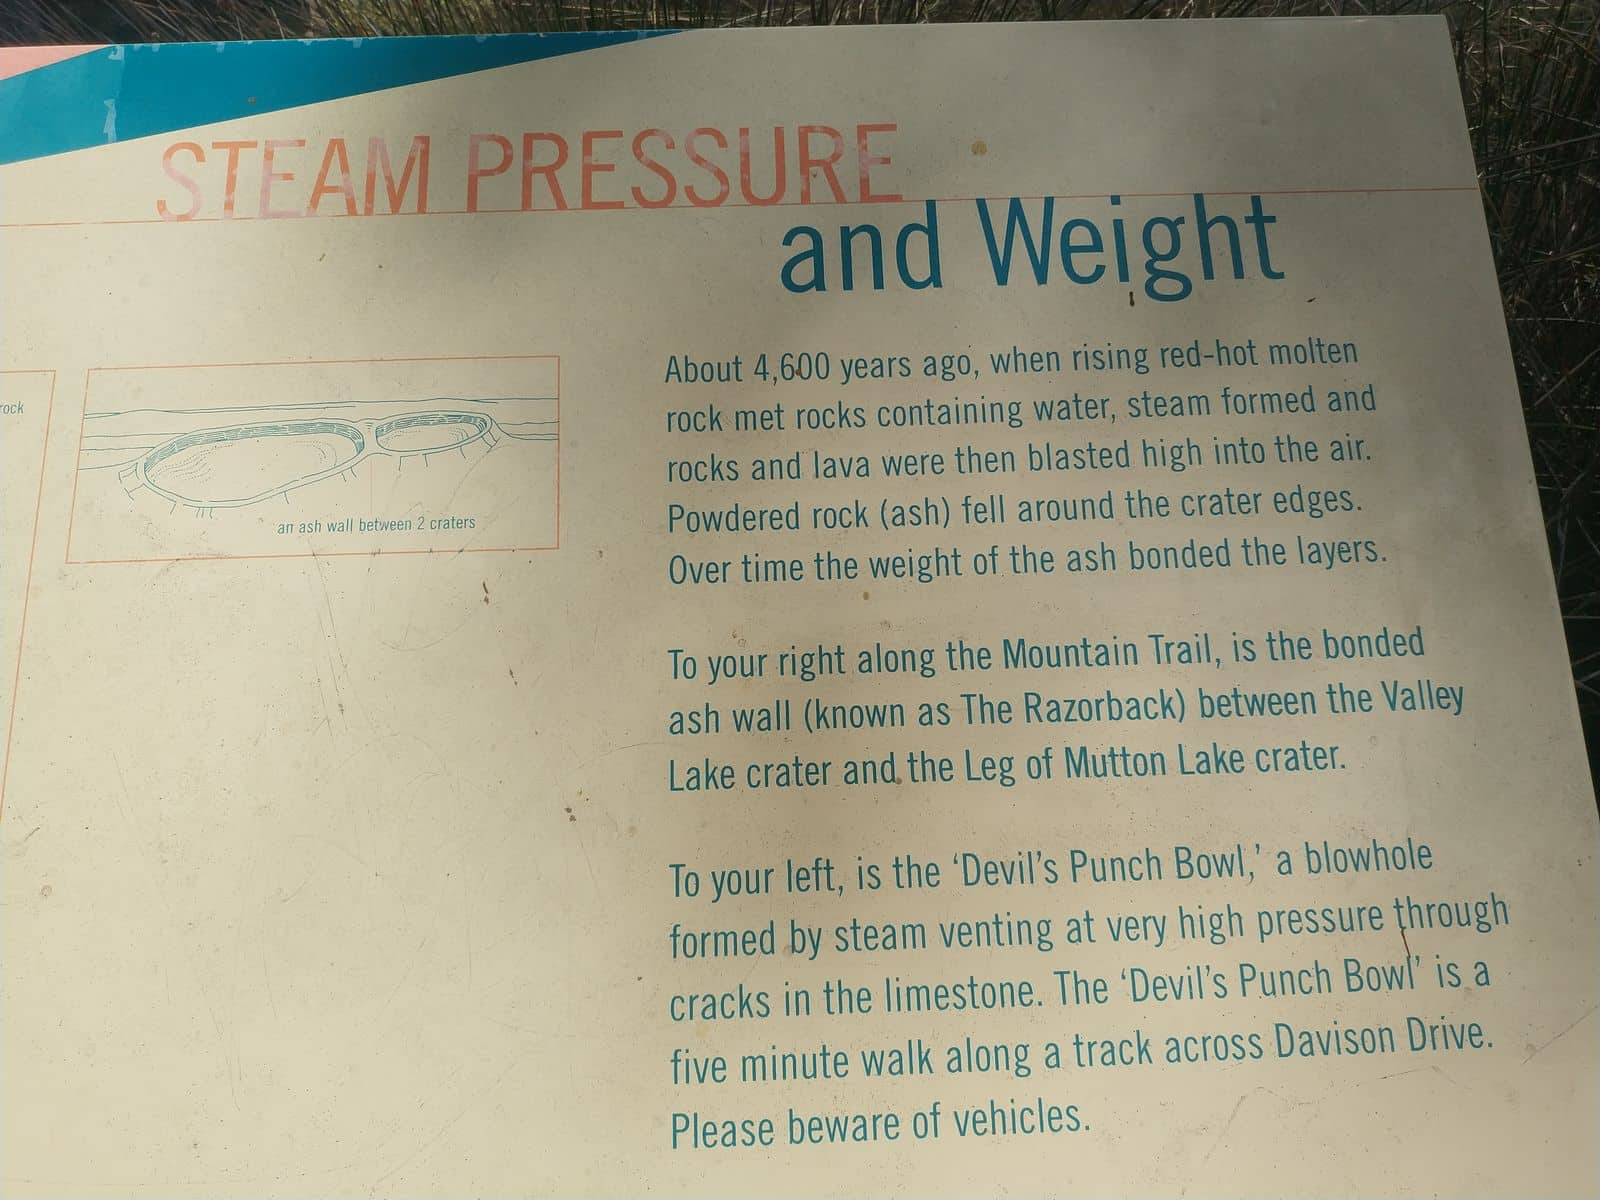 STEAM PRESSURE
and Weight
rock
an ash wall between 2 craters
About 4,600 years ago, when rising red-hot molten
rock met rocks containing water, steam formed and
rocks and lava were then blasted high into the air.
Powdered rock (ash) fell around the crater edges.
Over time the weight of the ash bonded the layers.
To your right along the Mountain Trail, is the bonded
ash wall (known as The Razorback) between the Valley
Lake crater and the Leg of Mutton Lake crater.
To your left, is the ‘Devil’s Punch Bowl,’ a blowhole
formed by steam venting at very high pressure through
cracks in the limestone. The ‘Devil’s Punch Bowl’ is a
five minute walk along a track across Davison Drive.
Please beware of vehicles.